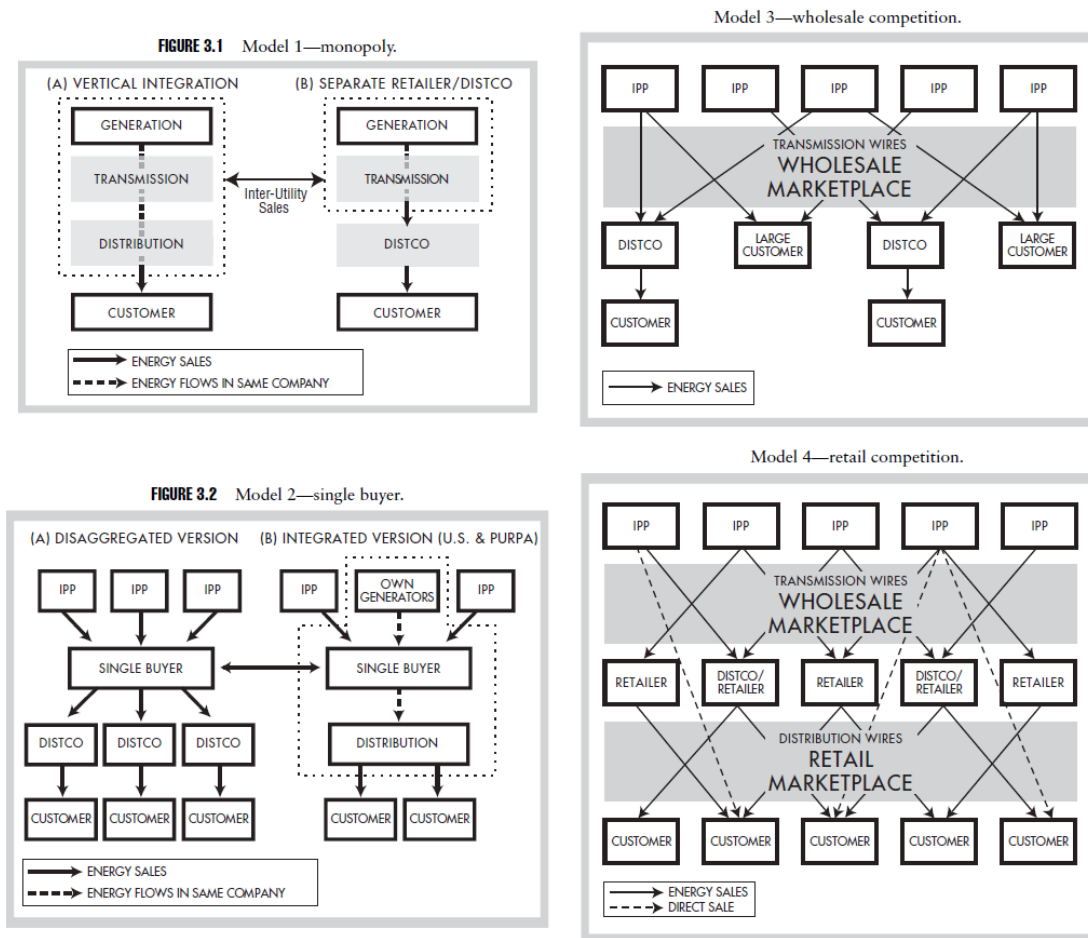 FIGURE 3.1 Model 1—monopoly.
(A) VERTICAL INTEGRATION
GENERATION
TRANSMISSION
DISTRIBUTION
CUSTOMER
Inter-Utility
Sales
(B) SEPARATE RETAILER/DISTCO
GENERATION
TRANSMISSION
DISTCO
CUSTOMER
ENERGY SALES
ENERGY FLOWS IN SAME COMPANY
Model 3—wholesale competition.
IPP IPP IPP IPP IPP
TRANSMISSION WIRES
WHOLESALE
MARKETPLACE
DISTCO
LARGE
CUSTOMER
DISTCO
LARGE
CUSTOMER
CUSTOMER CUSTOMER
ENERGY SALES
FIGURE 3.2 Model 2—single buyer.
(A) DISAGGREGATED VERSION
IPP IPP IPP
SINGLE BUYER
DISTCO DISTCO DISTCO
CUSTOMER CUSTOMER CUSTOMER
(B) INTEGRATED VERSION (U.S. & PURPA)
IPP
OWN
GENERATORS
IPP
SINGLE BUYER
DISTRIBUTION
CUSTOMER CUSTOMER
ENERGY SALES
ENERGY FLOWS IN SAME COMPANY
Model 4—retail competition.
IPP IPP IPP IPP IPP
TRANSMISSION WIRES
WHOLESALE
MARKETPLACE
RETAILER
DISTCO/
RETAILER
RETAILER
DISTCO/
RETAILER
RETAILER
DISTRIBUTION WIRES
RETAIL
MARKETPLACE
CUSTOMER CUSTOMER CUSTOMER CUSTOMER CUSTOMER
ENERGY SALES
DIRECT SALE